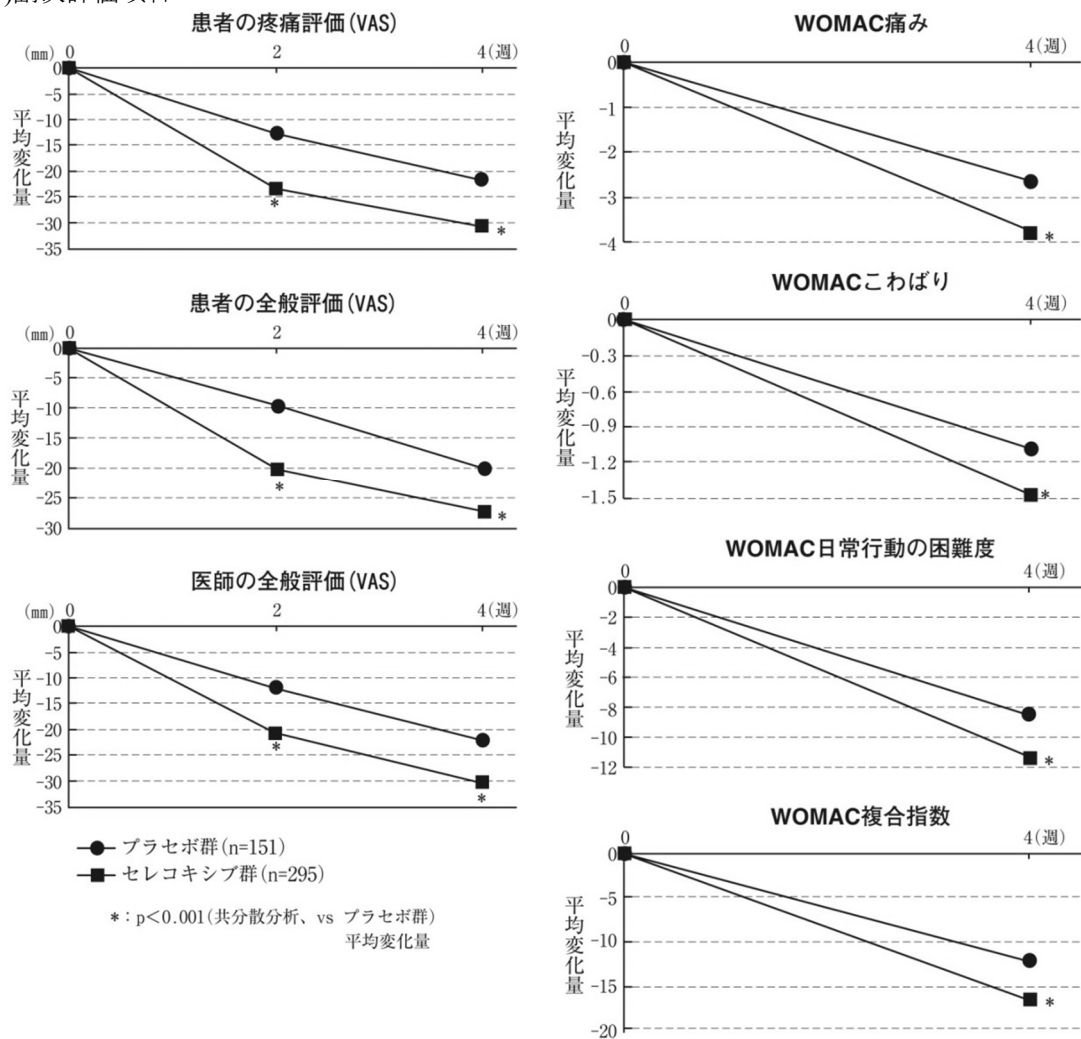 患者の疼痛評価(VAS)
(mm) 0 2 4(週)
0
-5
-10
-15
-20
-25
-30
-35
平均変化量
*
*
患者の全般評価(VAS)
(mm) 0 2 4(週)
0
-5
-10
-15
-20
-25
-30
平均変化量
*
*
医師の全般評価(VAS)
(mm) 0 2 4(週)
0
-5
-10
-15
-20
-25
-30
-35
平均変化量
*
*
プラセボ群(n=151)
セレコキシブ群(n=295)
*：p<0.001(共分散分析、vs プラセボ群)
平均変化量
WOMAC痛み
0 4(週)
0
-1
-2
-3
-4
平均変化量
*
WOMACこわばり
0 4(週)
0
-0.3
-0.6
-0.9
-1.2
-1.5
平均変化量
*
WOMAC日常行動の困難度
0 4(週)
0
-2
-4
-6
-8
-10
-12
平均変化量
*
WOMAC複合指数
0 4(週)
0
-5
-10
-15
-20
平均変化量
*